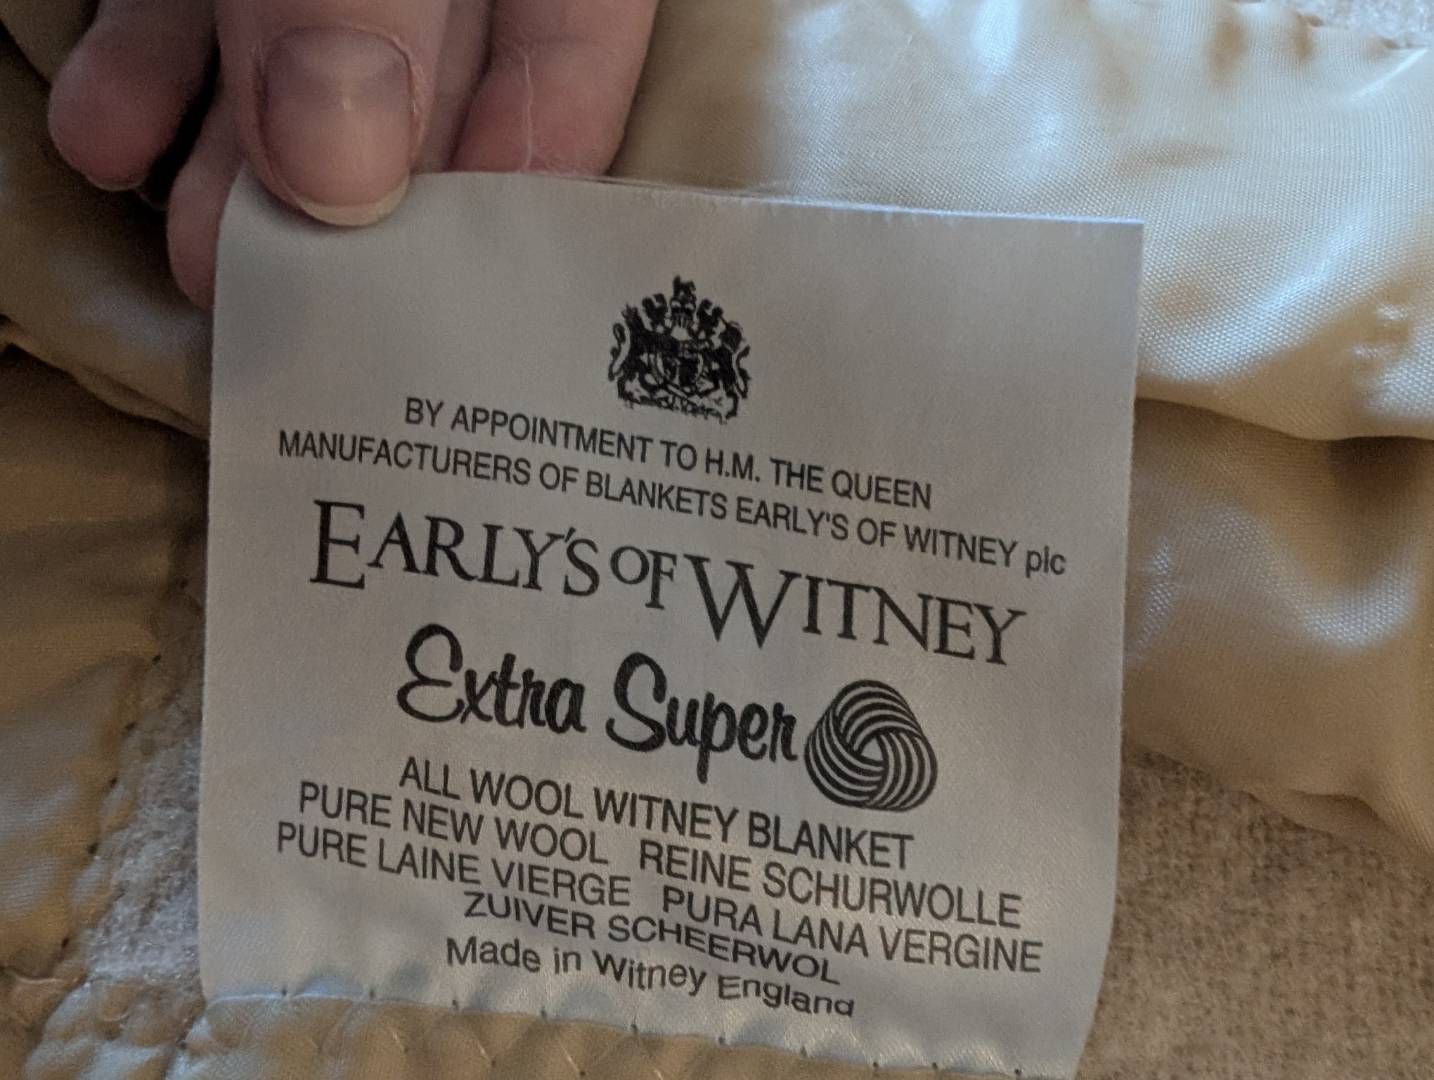 BY APPOINTMENT TO H.M. THE QUEEN
MANUFACTURERS OF BLANKETS EARLY'S OF WITNEY plc
EARLY'S OF WITNEY
Extra Super
ALL WOOL WITNEY BLANKET
PURE NEW WOOL REINE SCHURWOLLE
PURE LAINE VIERGE PURA LANA VERGINE
ZUIVER SCHEERWOL
Made in Witney England